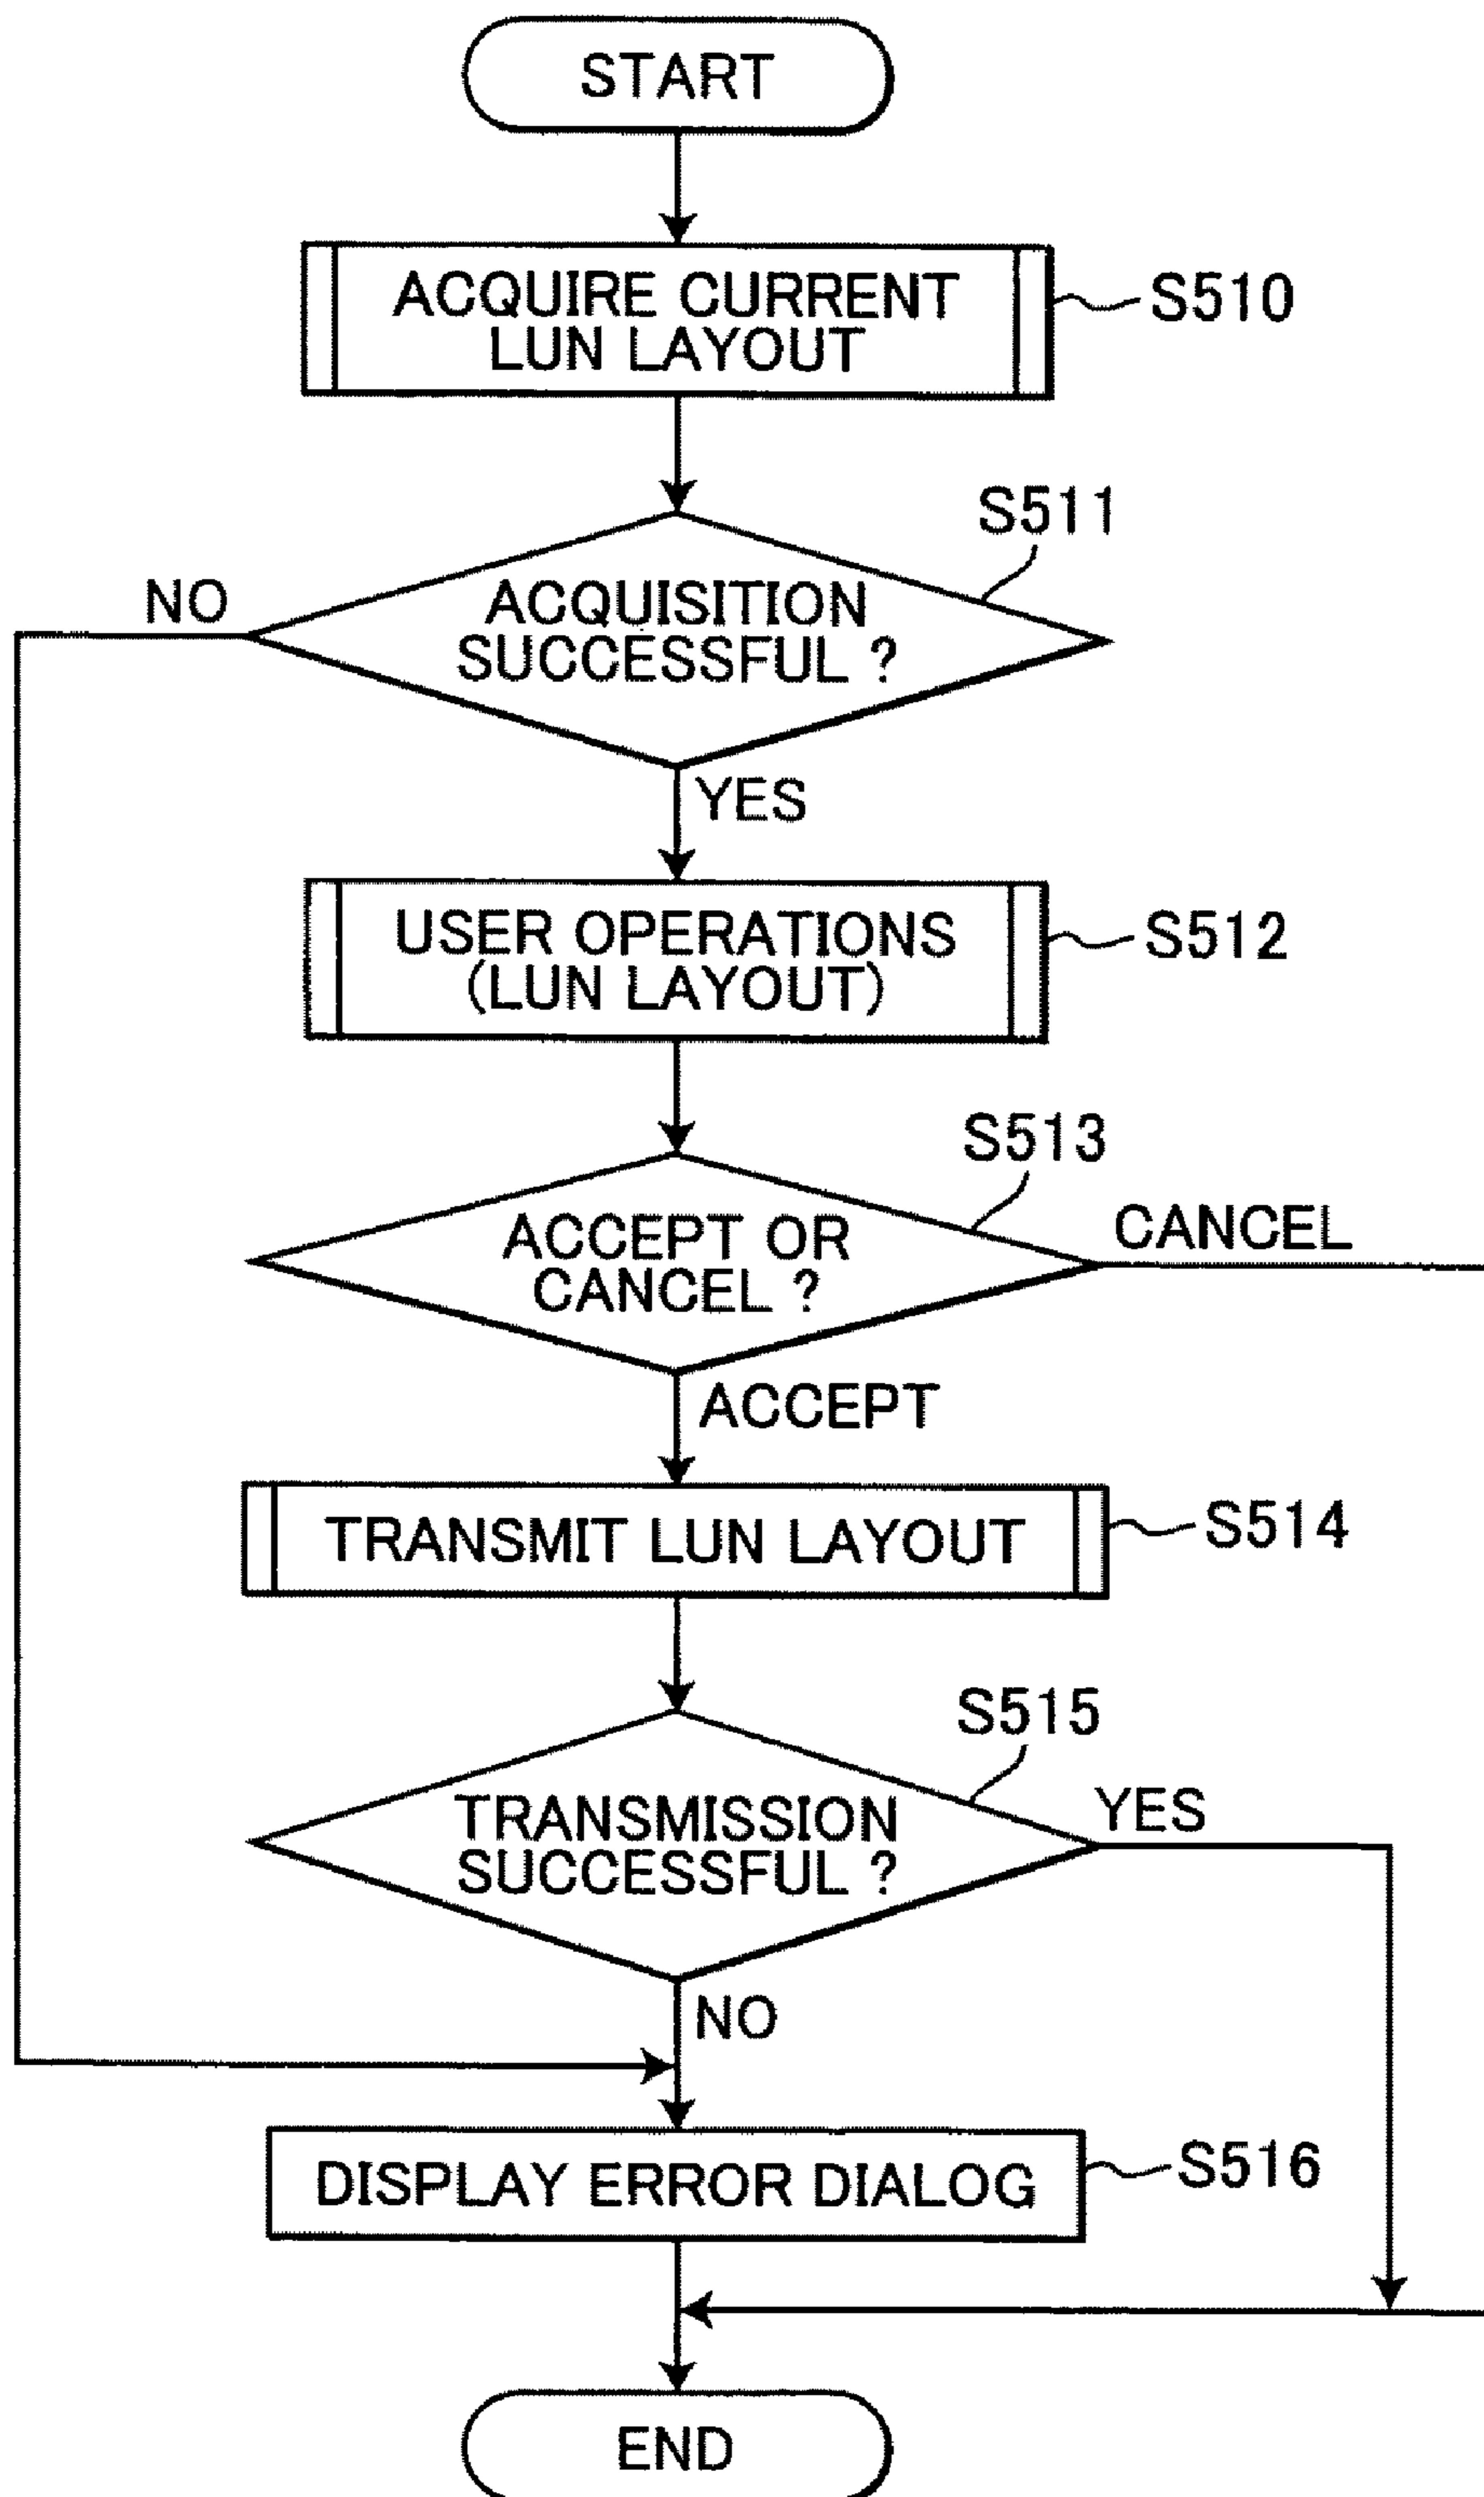 START
ACQUIRE CURRENT
LUN LAYOUT
S510
S511
NO
ACQUISITION
SUCCESSFUL ?
YES
USER OPERATIONS
(LUN LAYOUT)
S512
S513
ACCEPT OR
CANCEL ?
CANCEL
ACCEPT
TRANSMIT LUN LAYOUT
S514
S515
TRANSMISSION
SUCCESSFUL ?
YES
NO
DISPLAY ERROR DIALOG
S516
END